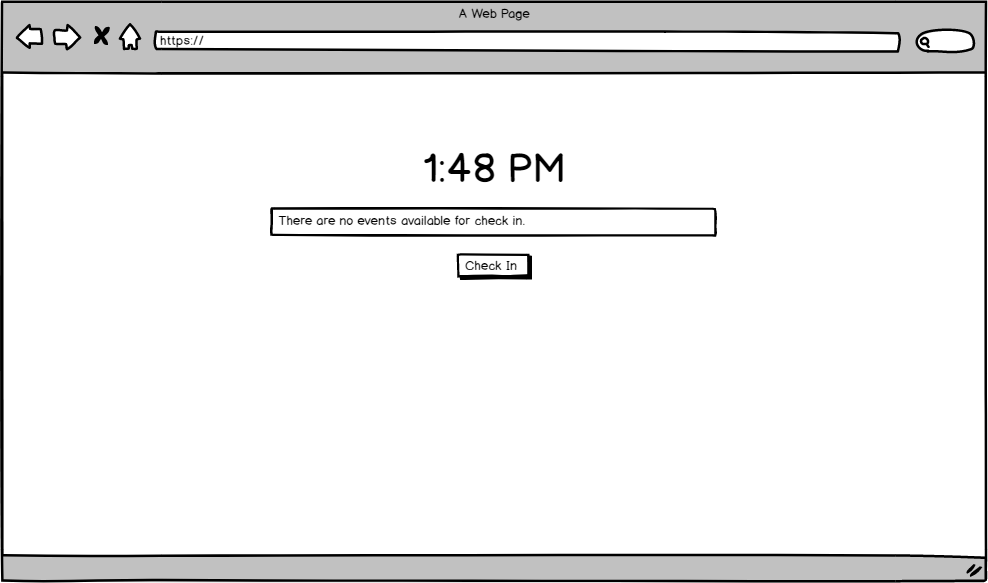 A Web Page
https://
1:48 PM
There are no events available for check in.
Check In